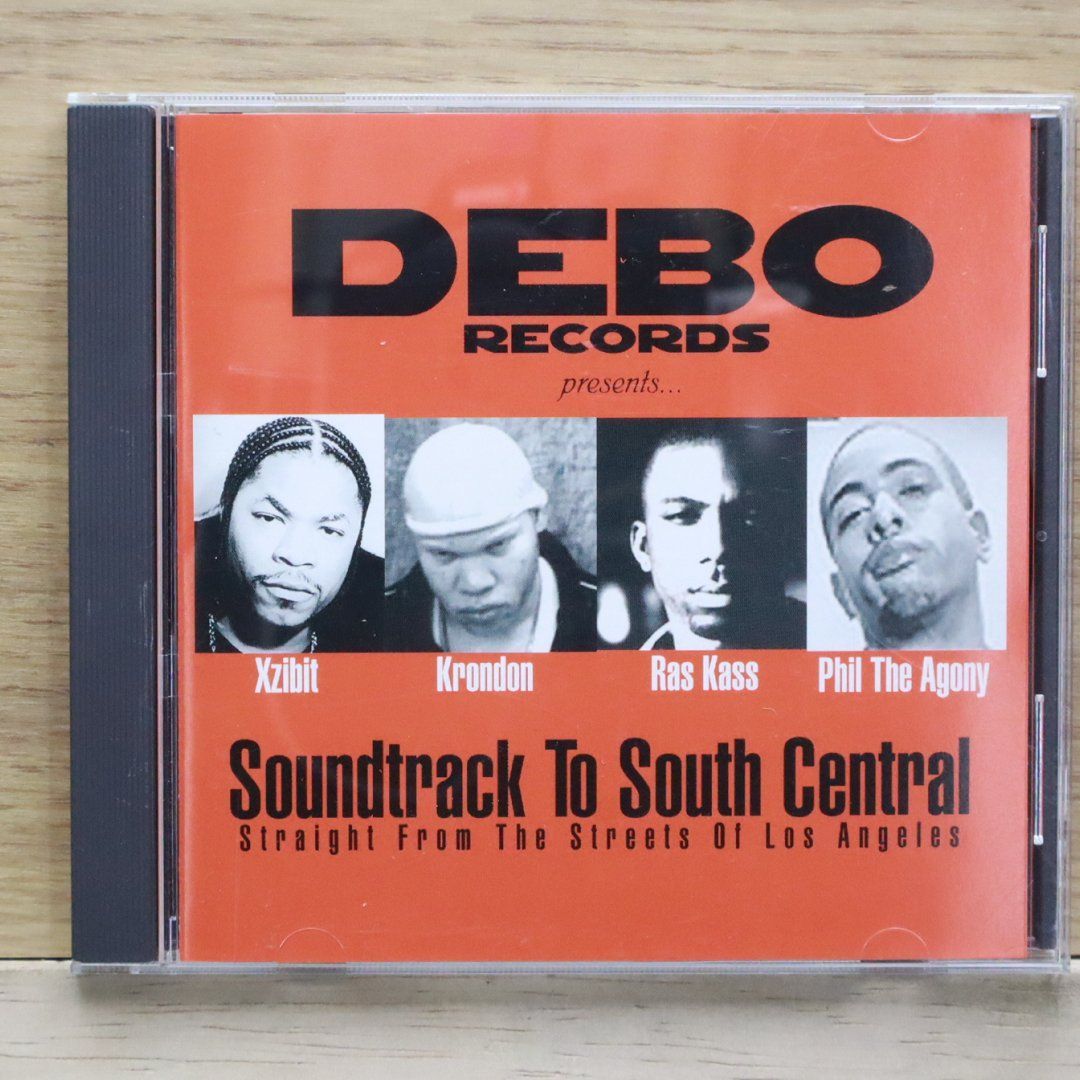 DEBO
RECORDS
presents...
Xzibit Krondon Ras Kass Phil The Agony
Soundtrack To South Central
Straight From The Streets Of Los Angeles